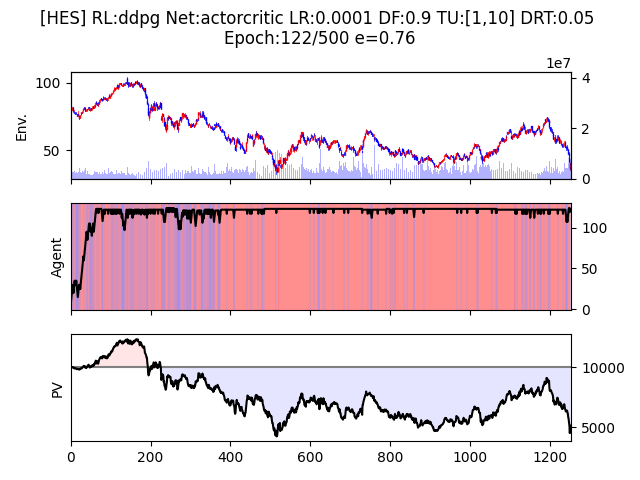 [HES] RL:ddpg Net:actorcritic LR:0.0001 DF:0.9 TU:[1,10] DRT:0.05
Epoch:122/500 e=0.76
1e7
100
50
Env.
4
2
0
Agent
100
50
0
PV
10000
5000
0 200 400 600 800 1000 1200